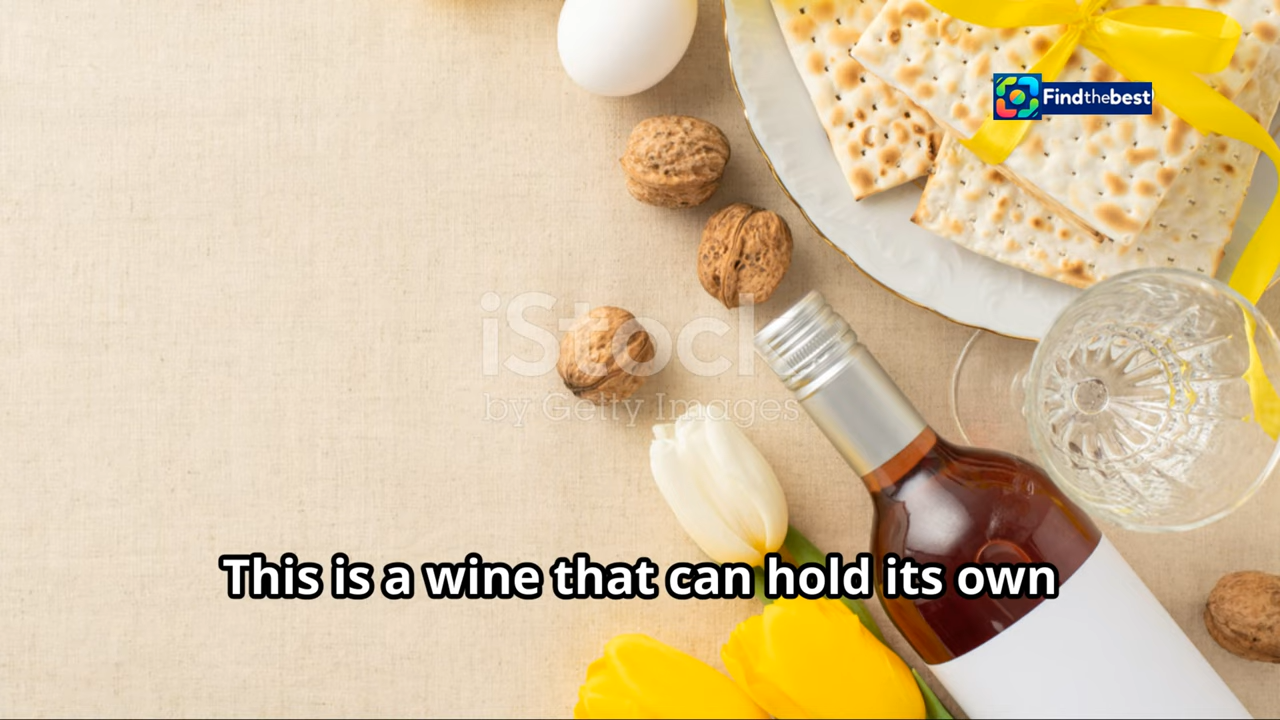 Findthebest
iStock
by Getty Images
This is a wine that can hold its own